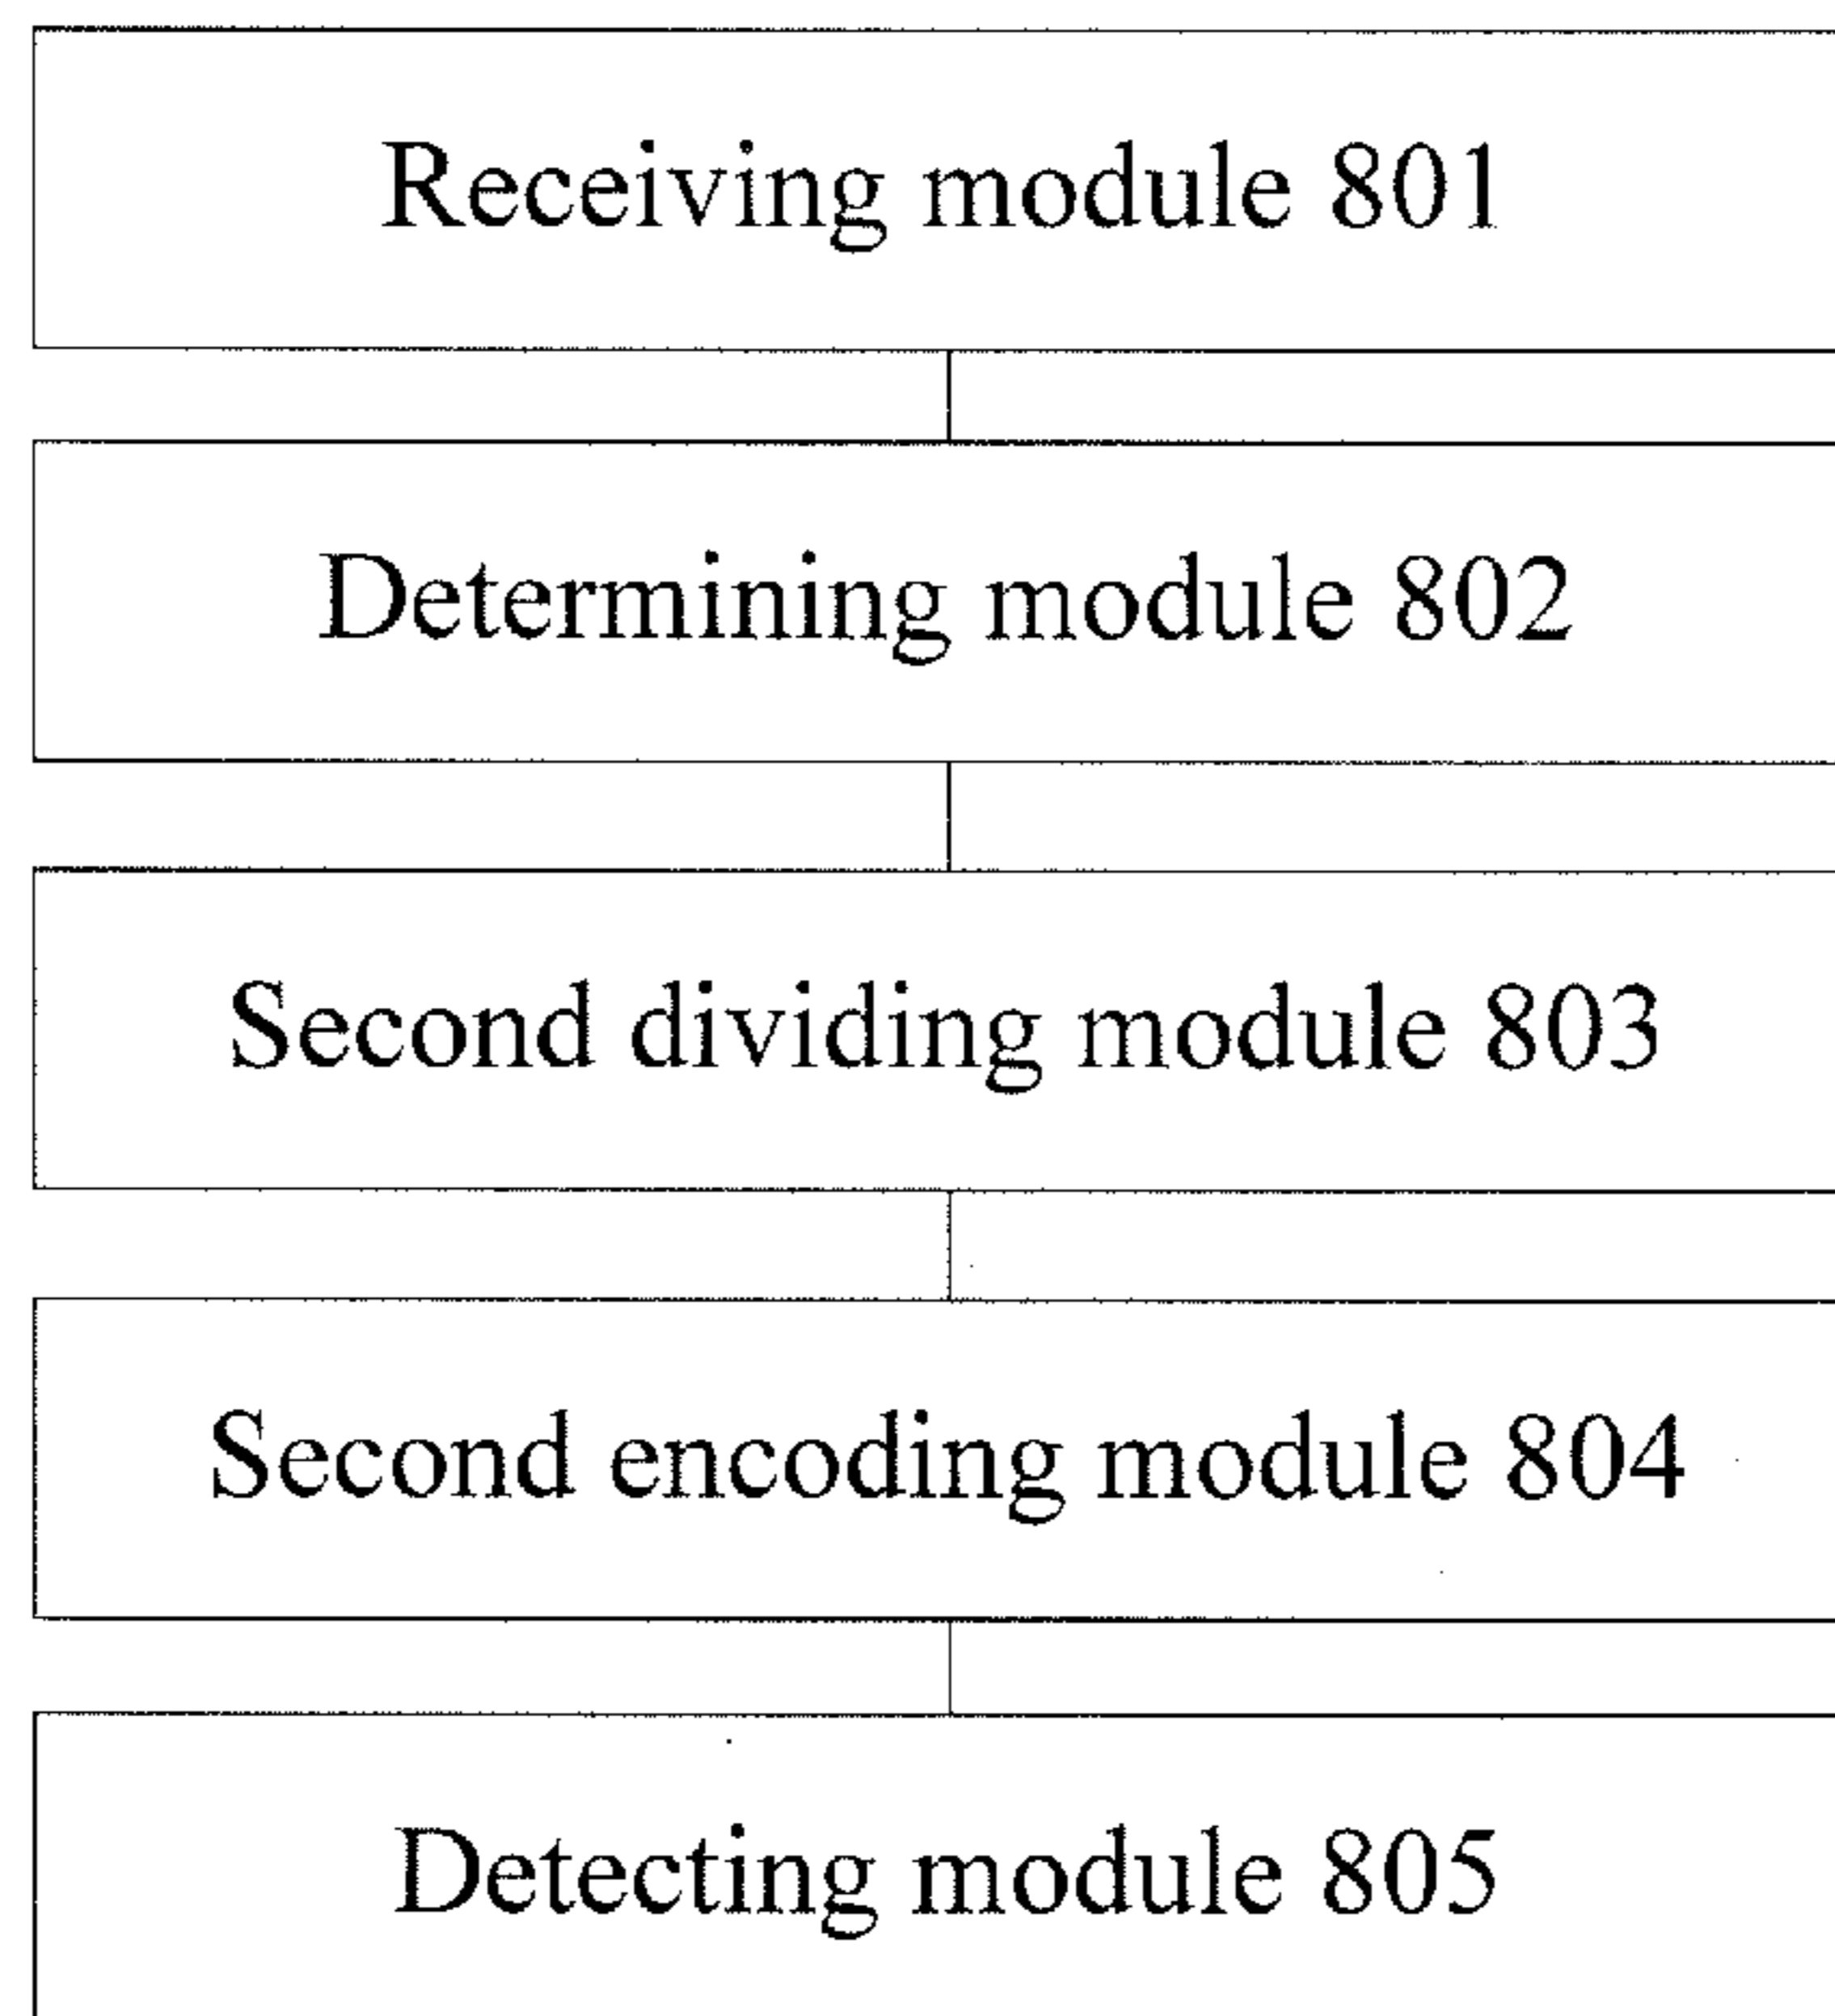 Receiving module 801
Determining module 802
Second dividing module 803
Second encoding module 804
Detecting module 805